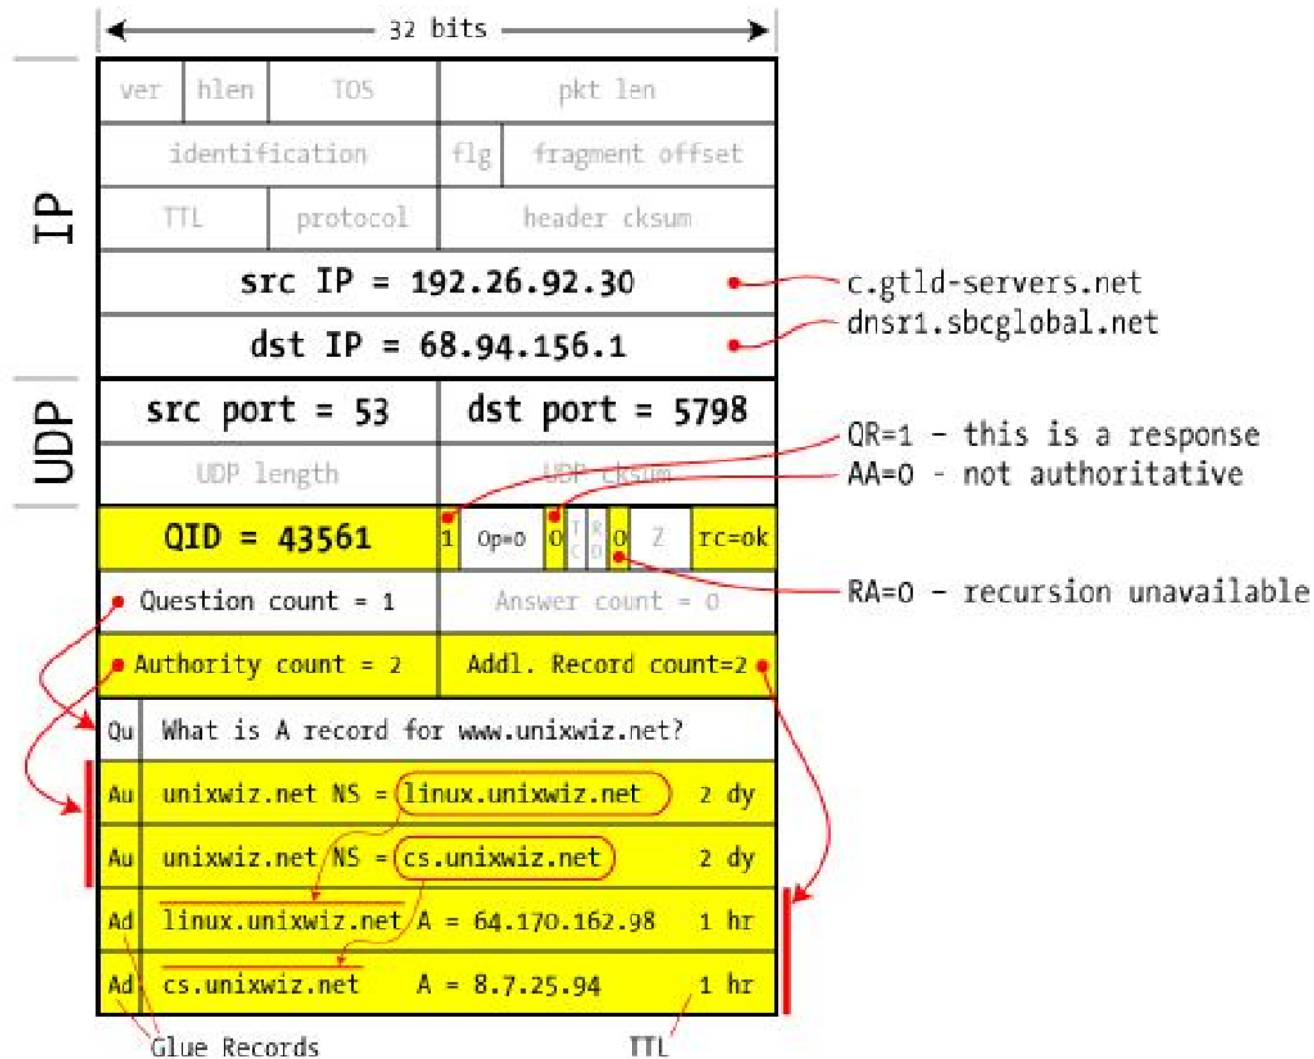 32 bits
IP
ver hlen TOS pkt len
identification flg fragment offset
TTL protocol header cksum
src IP = 192.26.92.30
c.gtld-servers.net
dst IP = 68.94.156.1
dnsr1.sbcglobal.net
UDP
src port = 53 dst port = 5798
QR=1 – this is a response
UDP length UDP cksum
AA=0 - not authoritative
QID = 43561 1 Op=0 0 TC RD 0 Z rc=ok
RA=0 – recursion unavailable
Question count = 1 Answer count = 0
Authority count = 2 Addl. Record count=2
Qu What is A record for www.unixwiz.net?
Au unixwiz.net NS = linux.unixwiz.net 2 dy
Au unixwiz.net NS = cs.unixwiz.net 2 dy
Ad linux.unixwiz.net A = 64.170.162.98 1 hr
Ad cs.unixwiz.net A = 8.7.25.94 1 hr
Glue Records TTL